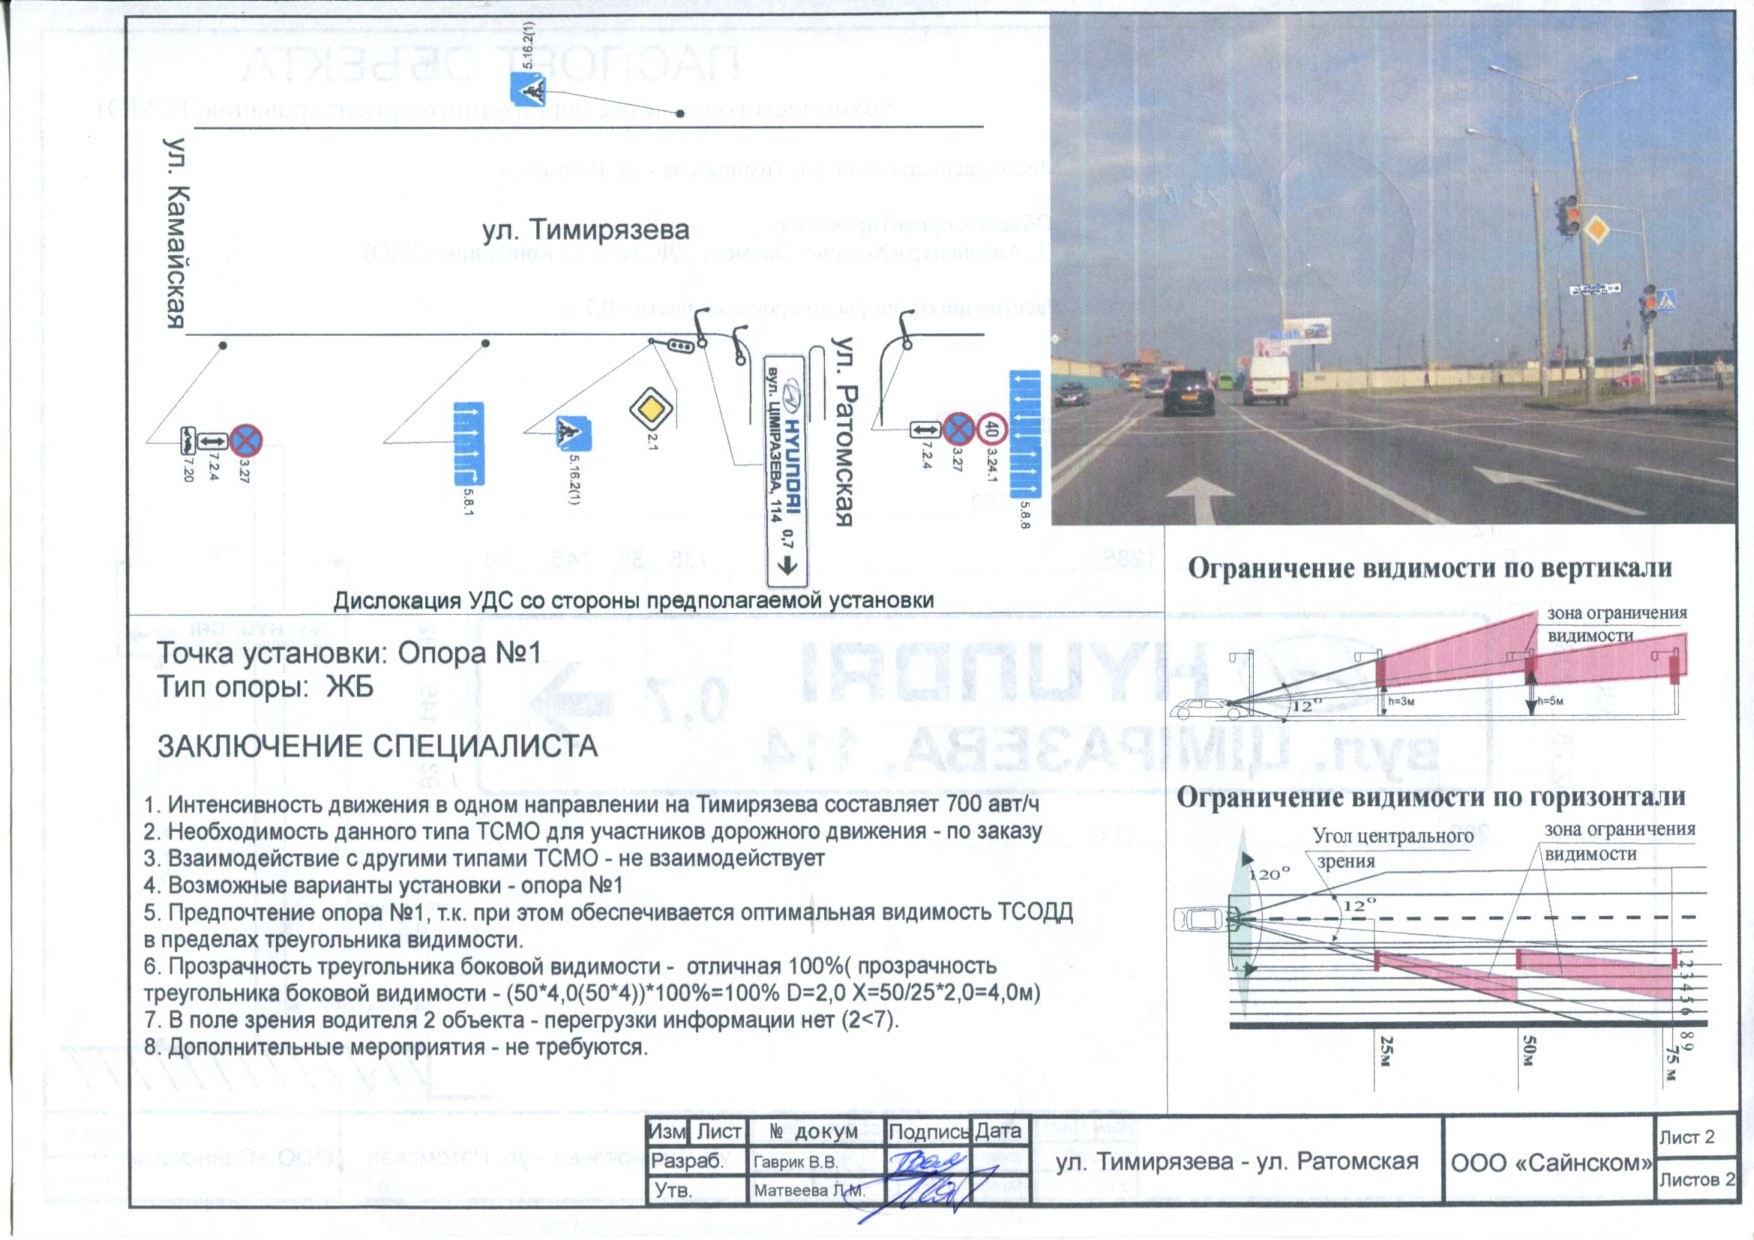 5.16.2(1)
ул. Камайская
ул. Тимирязева
ул. Ратомская
HYUNDAI 0,7
вул. ЦІМІРАЗЕВА, 114
7.20
7.2.4
3.27
5.8.1
5.16.2(1)
2.1
7.2.4
3.27
40
3.24.1
5.8.8
Дислокация УДС со стороны предполагаемой установки
Точка установки: Опора №1
Тип опоры: ЖБ
ЗАКЛЮЧЕНИЕ СПЕЦИАЛИСТА
1. Интенсивность движения в одном направлении на Тимирязева составляет 700 авт/ч
2. Необходимость данного типа ТСМО для участников дорожного движения - по заказу
3. Взаимодействие с другими типами ТСМО - не взаимодействует
4. Возможные варианты установки - опора №1
5. Предпочтение опора №1, т.к. при этом обеспечивается оптимальная видимость ТСОДД
в пределах треугольника видимости.
6. Прозрачность треугольника боковой видимости - отличная 100%( прозрачность
треугольника боковой видимости - (50*4,0(50*4))*100%=100% D=2,0 X=50/25*2,0=4,0м)
7. В поле зрения водителя 2 объекта - перегрузки информации нет (2<7).
8. Дополнительные мероприятия - не требуются.
Ограничение видимости по вертикали
зона ограничения
видимости
12°
h=3м
h=5м
Ограничение видимости по горизонтали
Угол центрального
зрения
зона ограничения
видимости
120°
12°
1 2 3 4 5 6 8 9
25м
50м
75 м
Изм Лист № докум Подпись Дата
Разраб. Гаврик В.В.
Утв. Матвеева Л.М.
ул. Тимирязева - ул. Ратомская
ООО «Сайнском»
Лист 2
Листов 2